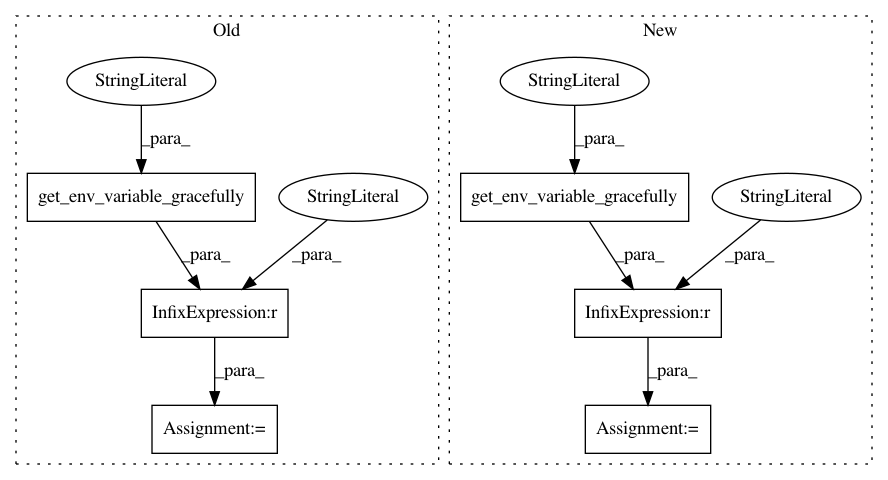 Old
StringLiteral
_para_
get_env_variable_gracefully
StringLiteral
_para_
_para_
InfixExpression:r
_para_
Assignment:=
New
StringLiteral
_para_
get_env_variable_gracefully
StringLiteral
_para_
_para_
InfixExpression:r
_para_
Assignment:=